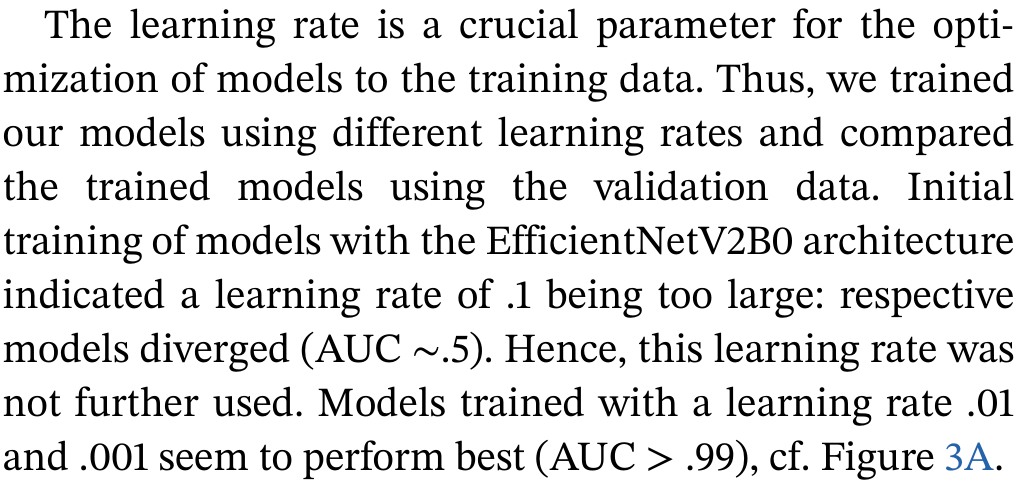 The learning rate is a crucial parameter for the opti-
mization of models to the training data. Thus, we trained
our models using different learning rates and compared
the trained models using the validation data. Initial
training of models with the EfficientNetV2B0 architecture
indicated a learning rate of .1 being too large: respective
models diverged (AUC ∼.5). Hence, this learning rate was
not further used. Models trained with a learning rate .01
and .001 seem to perform best (AUC > .99), cf. Figure 3A.